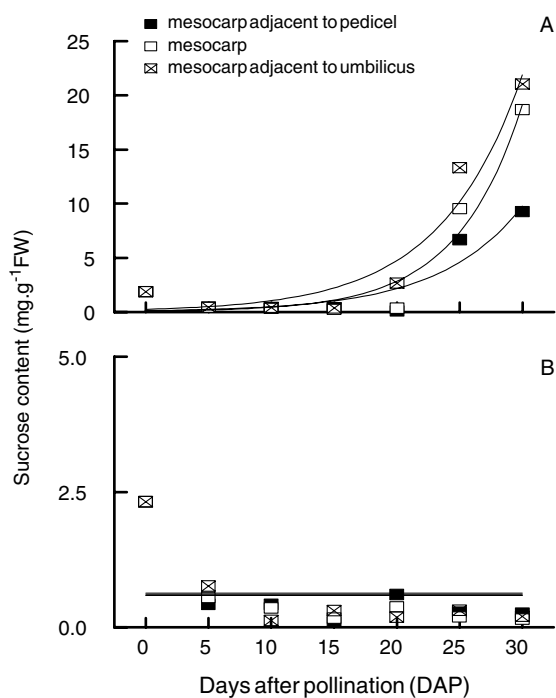 mesocarp adjacent to pedicel
mesocarp
mesocarp adjacent to umbilicus
A
25
20
15
10
5
0
Sucrose content (mg.g⁻¹FW)
B
5.0
2.5
0.0
0 5 10 15 20 25 30
Days after pollination (DAP)